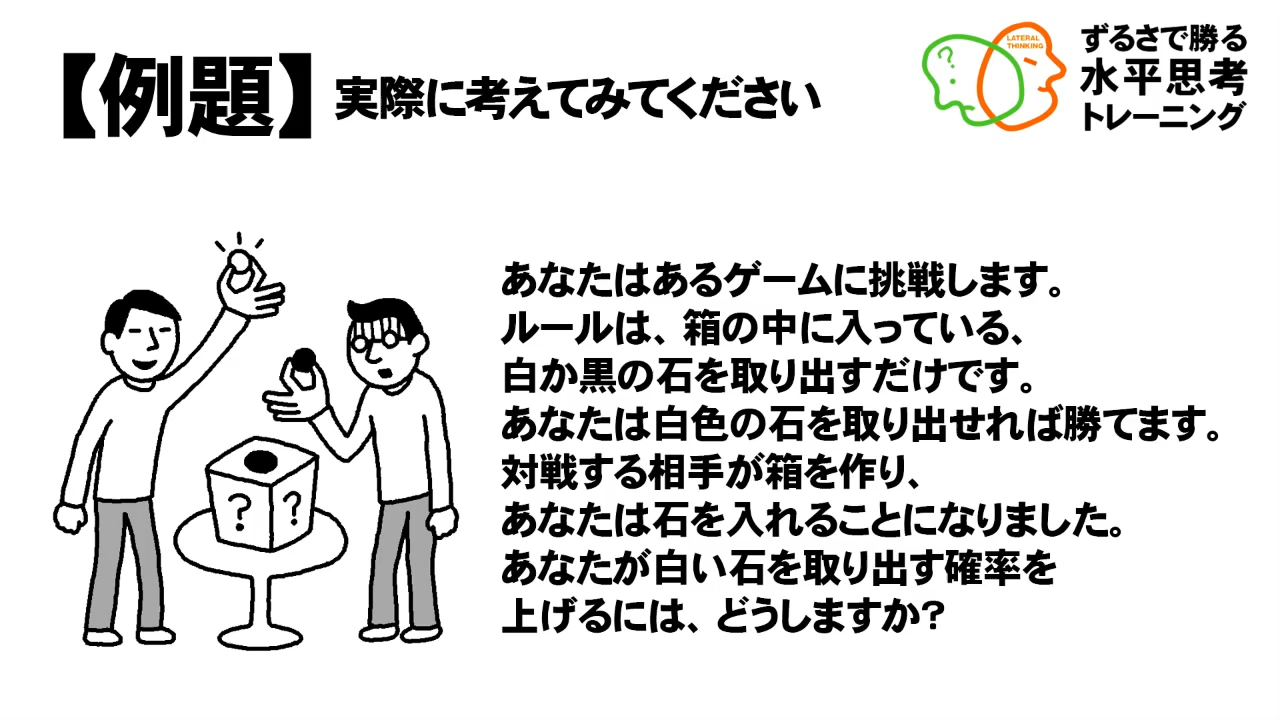 【例題】実際に考えてみてください
LATERAL
THINKING
?
ずるさで勝る
水平思考
トレーニング
あなたはあるゲームに挑戦します。
ルールは、箱の中に入っている、
白か黒の石を取り出すだけです。
あなたは白色の石を取り出せれば勝てます。
対戦する相手が箱を作り、
あなたは石を入れることになりました。
あなたが白い石を取り出す確率を
上げるには、どうしますか?
? ?